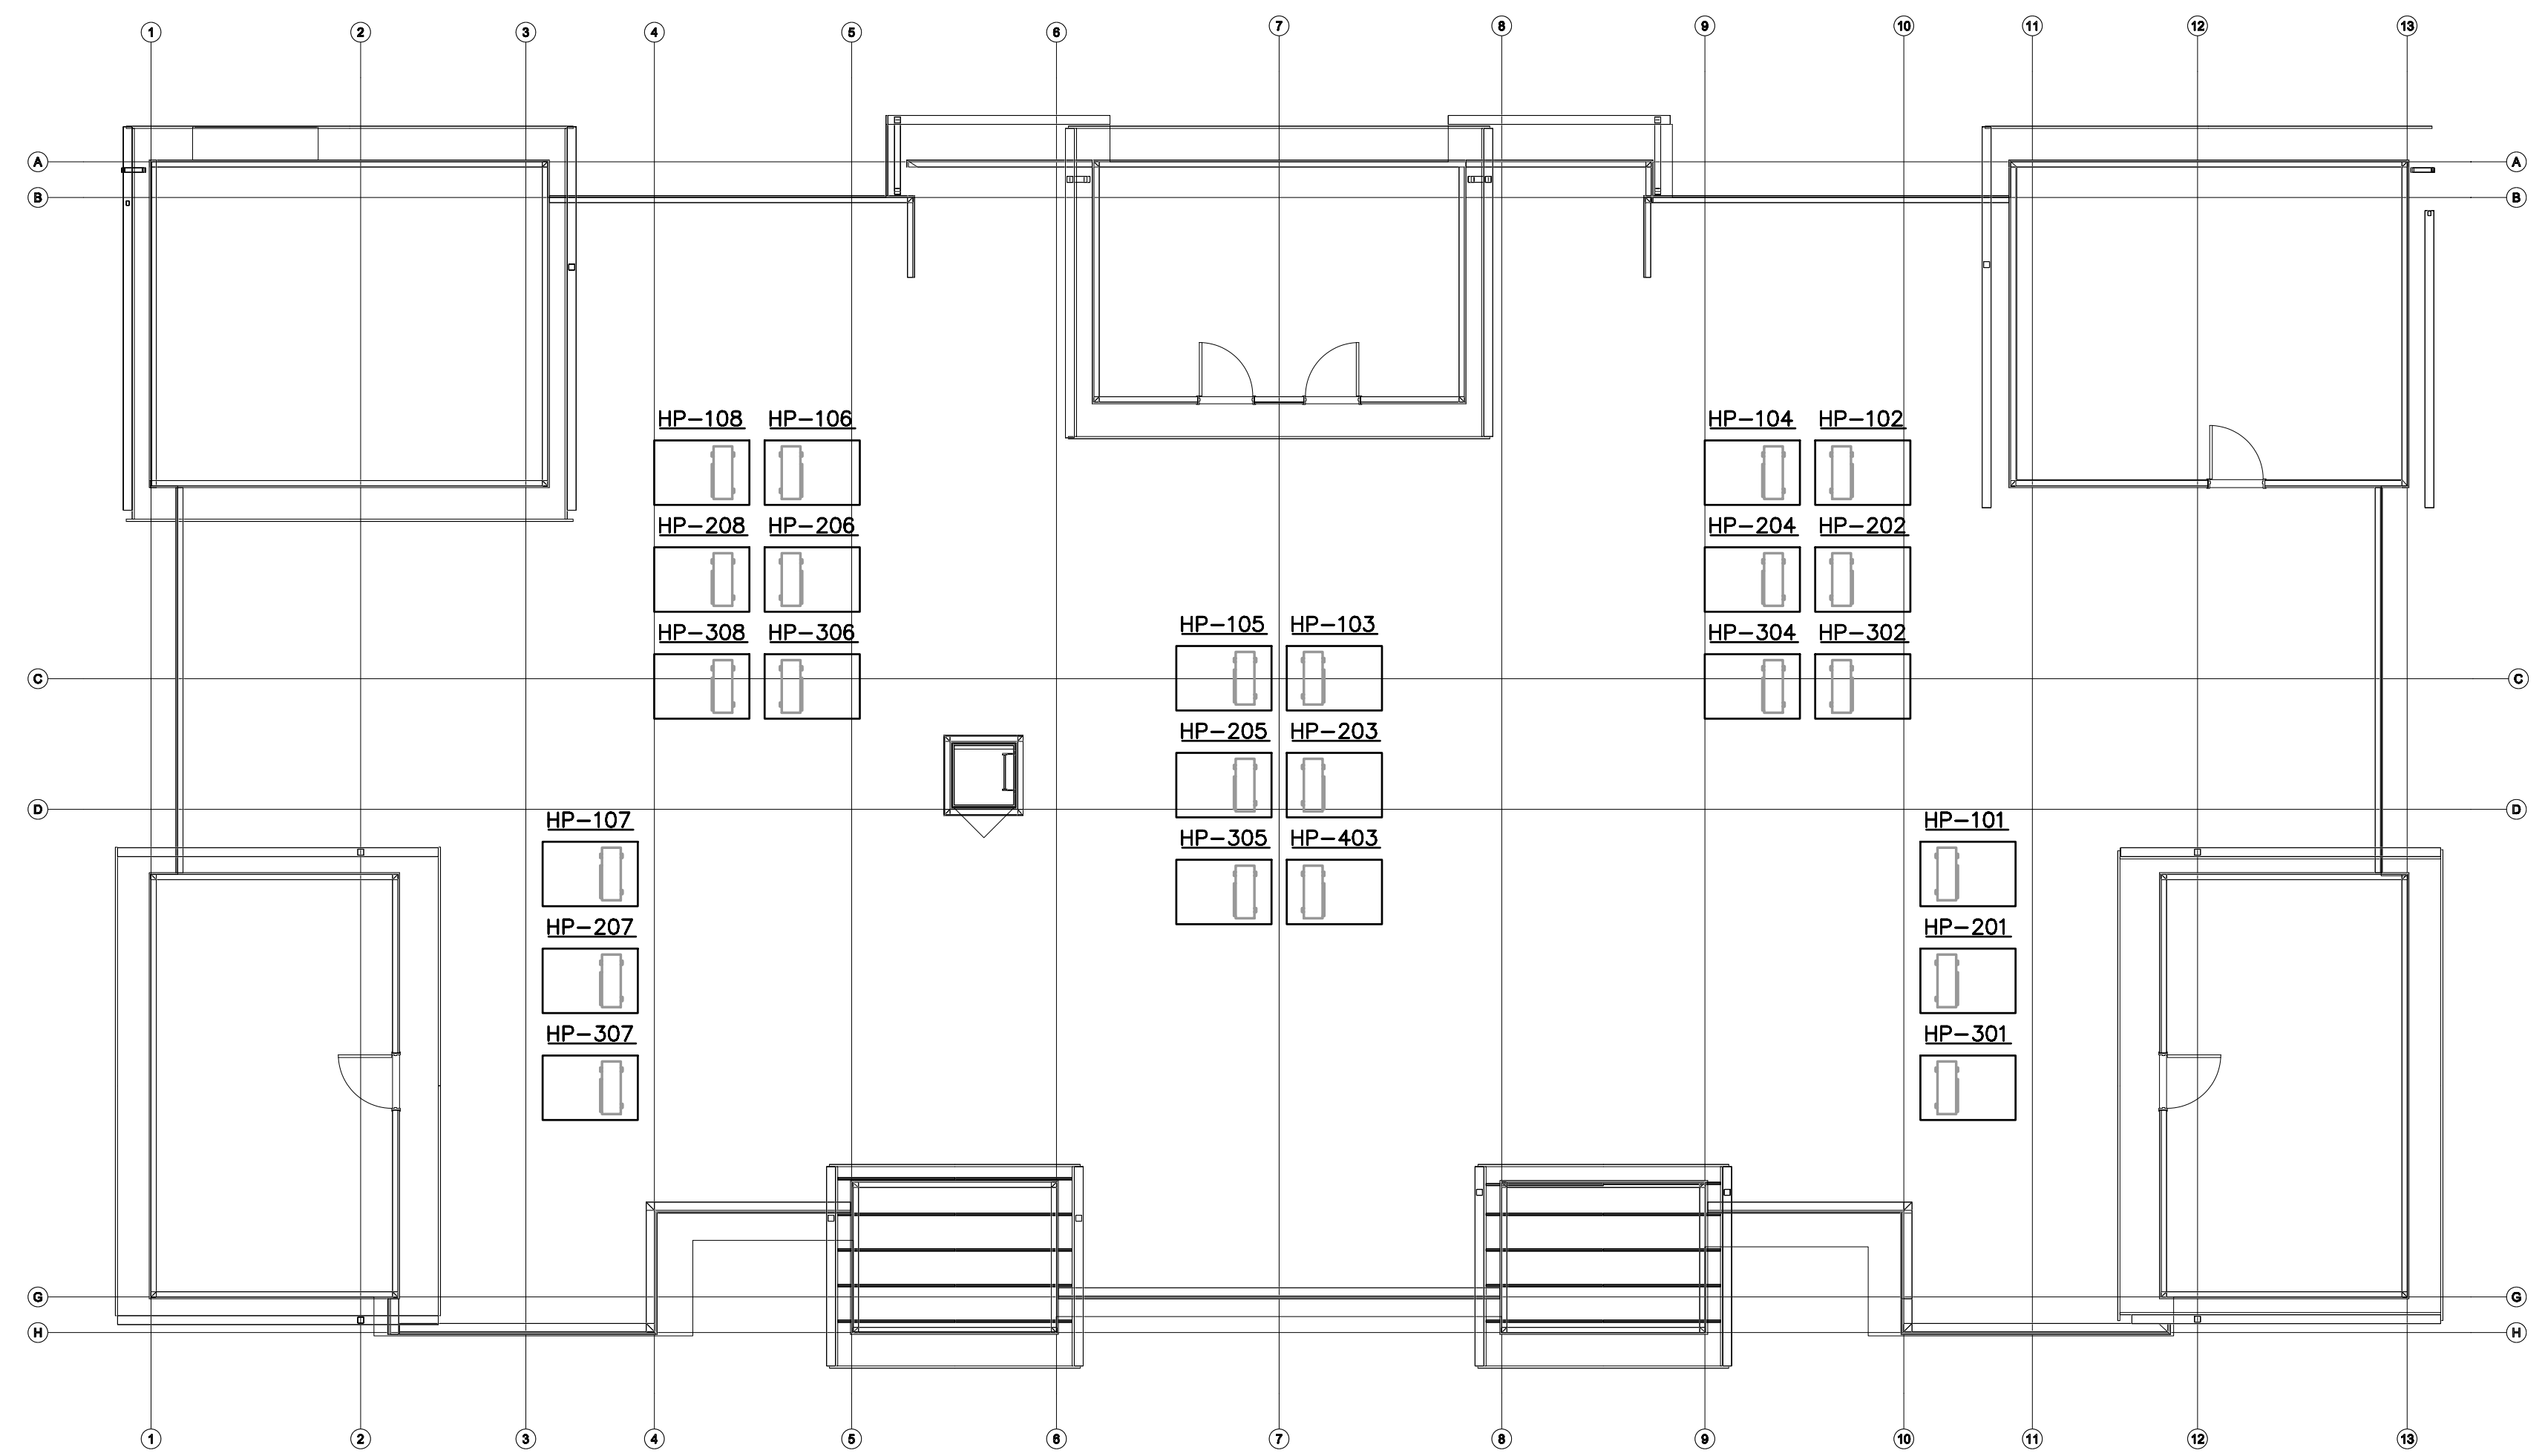 1 2 3 4 5 6 7 8 9 10 11 12 13
A A
B B
HP-108 HP-106 HP-104 HP-102
HP-208 HP-206 HP-204 HP-202
HP-308 HP-306 HP-304 HP-302
HP-105 HP-103
C C
HP-205 HP-203
D D
HP-107 HP-101
HP-305 HP-403
HP-207 HP-201
HP-307 HP-301
G G
H H
1 2 3 4 5 6 7 8 9 10 11 12 13